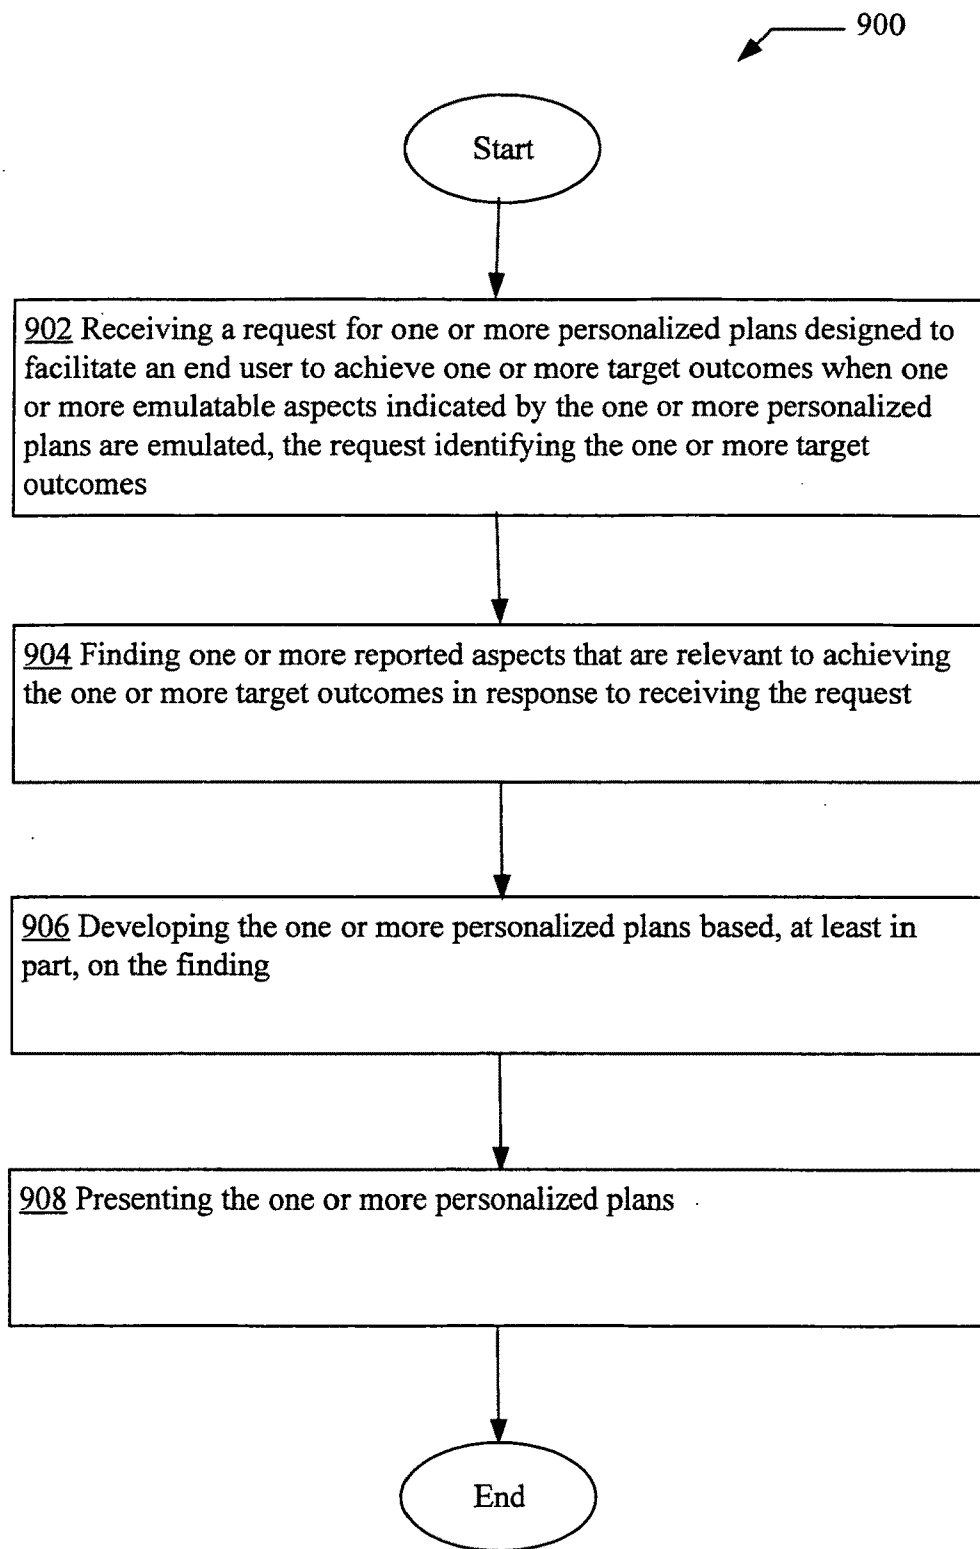 900
Start
902 Receiving a request for one or more personalized plans designed to
facilitate an end user to achieve one or more target outcomes when one
or more emulatable aspects indicated by the one or more personalized
plans are emulated, the request identifying the one or more target
outcomes
904 Finding one or more reported aspects that are relevant to achieving
the one or more target outcomes in response to receiving the request
906 Developing the one or more personalized plans based, at least in
part, on the finding
908 Presenting the one or more personalized plans
End